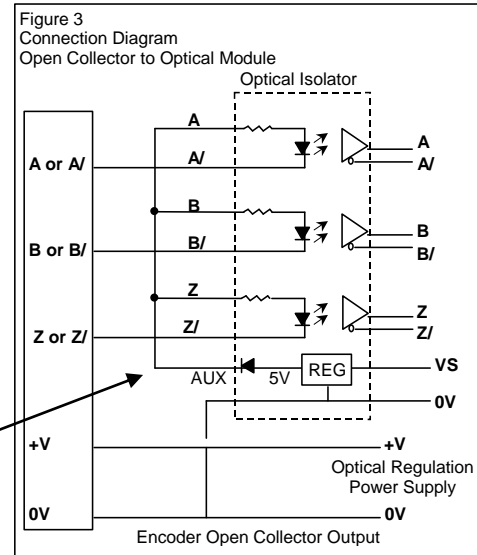 Figure 3
Connection Diagram
Open Collector to Optical Module
Optical Isolator
A
A
A or A/
A/
A/
B
B
B or B/
B/
B/
Z
Z
Z or Z/
Z/
Z/
AUX
5V
REG
VS
0V
+V
+V
Optical Regulation
Power Supply
0V
0V
Encoder Open Collector Output